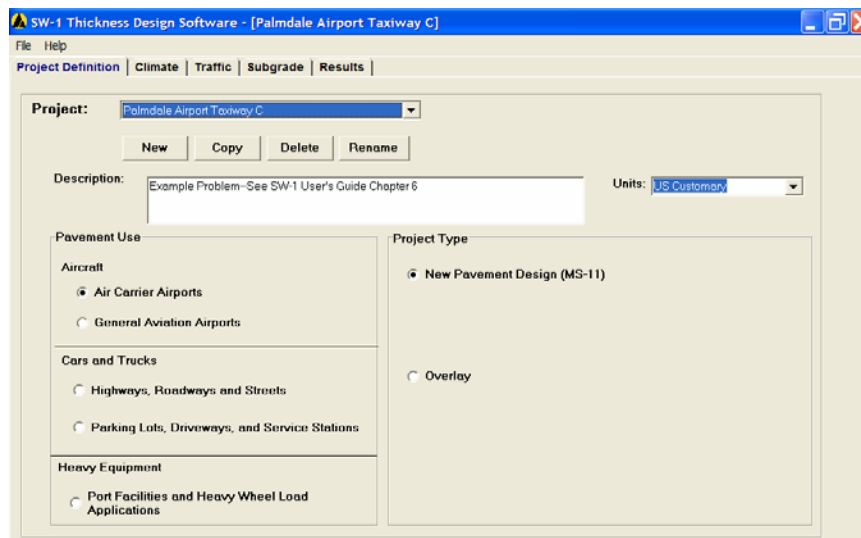 SW-1 Thickness Design Software - [Palmdale Airport Taxiway C]
File Help
Project Definition Climate Traffic Subgrade Results
Project: Palmdale Airport Taxiway C
New Copy Delete Rename
Description: Example Problem--See SW-1 User's Guide Chapter 6 Units: US Customary
Pavement Use
Aircraft
Air Carrier Airports
General Aviation Airports
Cars and Trucks
Highways, Roadways and Streets
Parking Lots, Driveways, and Service Stations
Heavy Equipment
Port Facilities and Heavy Wheel Load
Applications
Project Type
New Pavement Design (MS-11)
Overlay